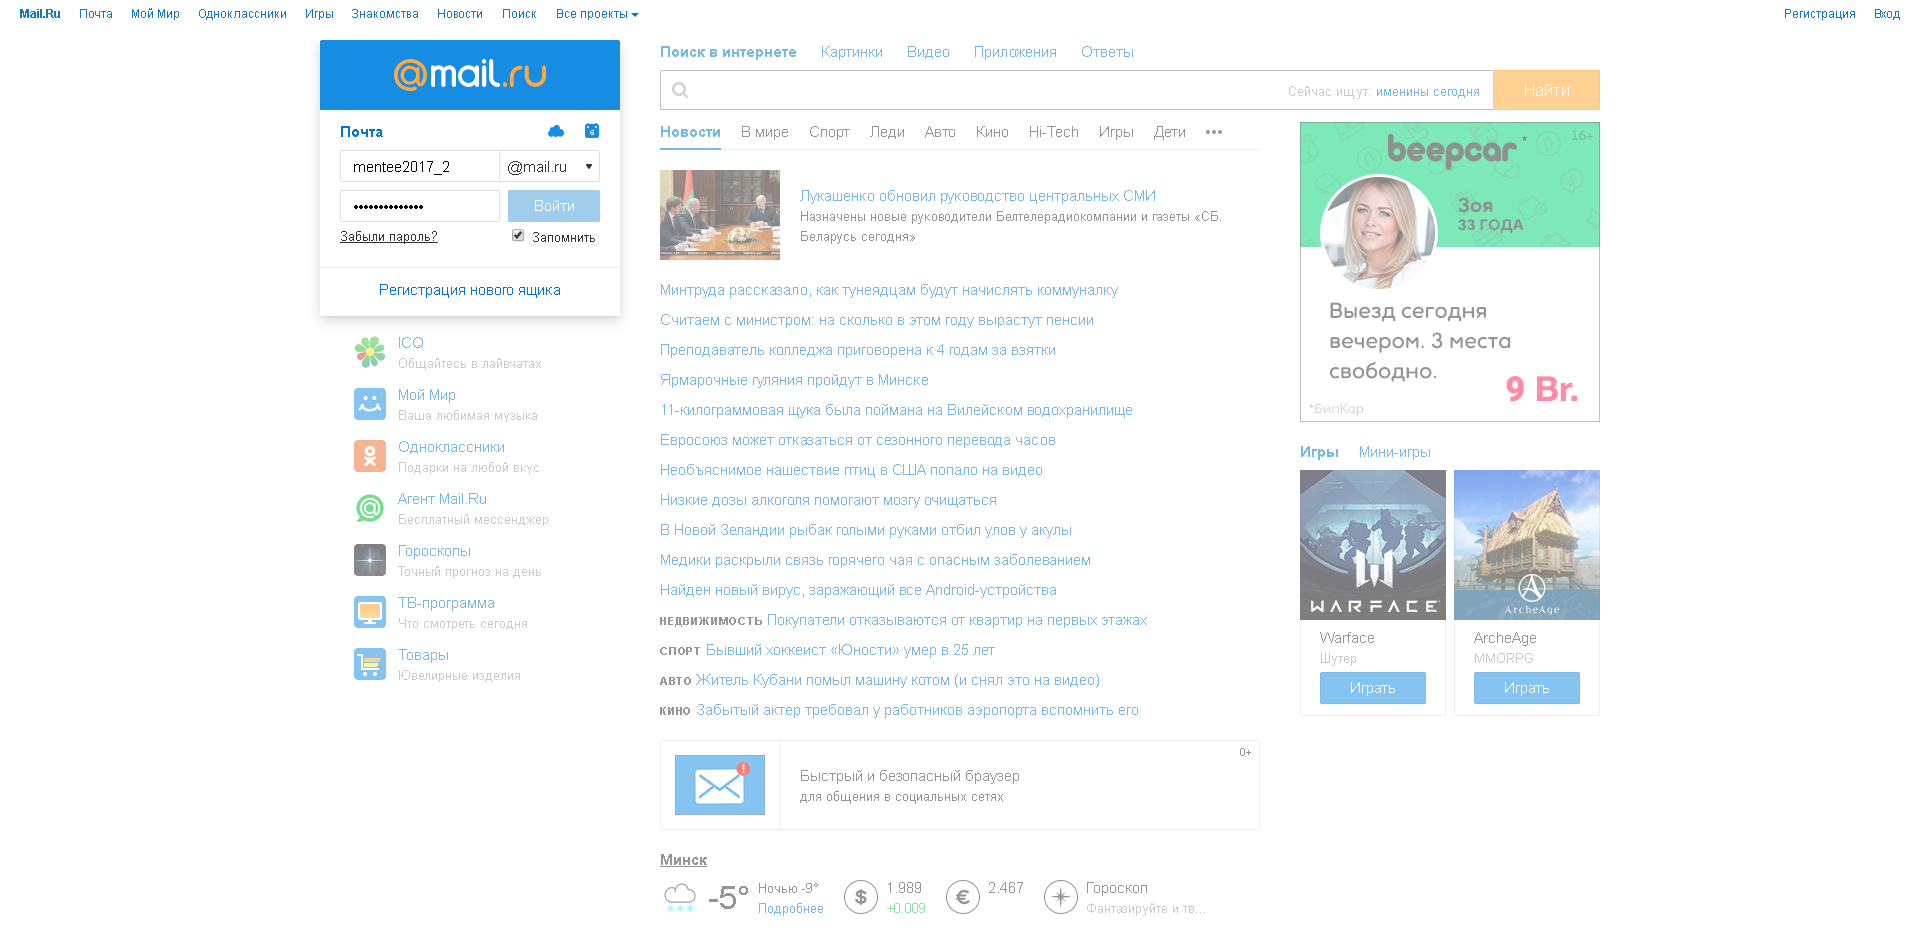 Mail.Ru Почта Мой Мир Одноклассники Игры Знакомства Новости Поиск Все проекты Регистрация Вход
@mail.ru
Почта
6
mentee2017_2 @mail.ru
Войти
Забыли пароль? Запомнить
Регистрация нового ящика
ICQ
Общайтесь в лайвчатах
Мой Мир
Ваша любимая музыка
Одноклассники
Подарки на любой вкус
Агент Mail.Ru
Бесплатный мессенджер
Гороскопы
Точный прогноз на день
ТВ-программа
Что смотреть сегодня
Товары
Ювелирные изделия
Поиск в интернете Картинки Видео Приложения Ответы
Сейчас ищут: именины сегодня Найти
Новости В мире Спорт Леди Авто Кино Hi-Tech Игры Дети •••
Лукашенко обновил руководство центральных СМИ
Назначены новые руководители Белтелерадиокомпании и газеты «СБ.
Беларусь сегодня»
Минтруда рассказало, как тунеядцам будут начислять коммуналку
Считаем с министром: на сколько в этом году вырастут пенсии
Преподаватель колледжа приговорена к 4 годам за взятки
Ярмарочные гуляния пройдут в Минске
11-килограммовая щука была поймана на Вилейском водохранилище
Евросоюз может отказаться от сезонного перевода часов
Необъяснимое нашествие птиц в США попало на видео
Низкие дозы алкоголя помогают мозгу очищаться
В Новой Зеландии рыбак голыми руками отбил улов у акулы
Медики раскрыли связь горячего чая с опасным заболеванием
Найден новый вирус, заражающий все Android-устройства
НЕДВИЖИМОСТЬ Покупатели отказываются от квартир на первых этажах
СПОРТ Бывший хоккеист «Юности» умер в 25 лет
АВТО Житель Кубани помыл машину котом (и снял это на видео)
КИНО Забытый актер требовал у работников аэропорта вспомнить его
0+
Быстрый и безопасный браузер
для общения в социальных сетях
Минск
-5° Ночью -9° $ 1.989 € 2.467 Гороскоп
Подробнее +0.009 Фантазируйте и тв...
16+
beepcar*
Зоя
33 ГОДА
Выезд сегодня
вечером. 3 места
свободно.
9 Br.
*БипКар
Игры Мини-игры
WARFACE ArcheAge
Warface ArcheAge
Шутер MMORPG
Играть Играть